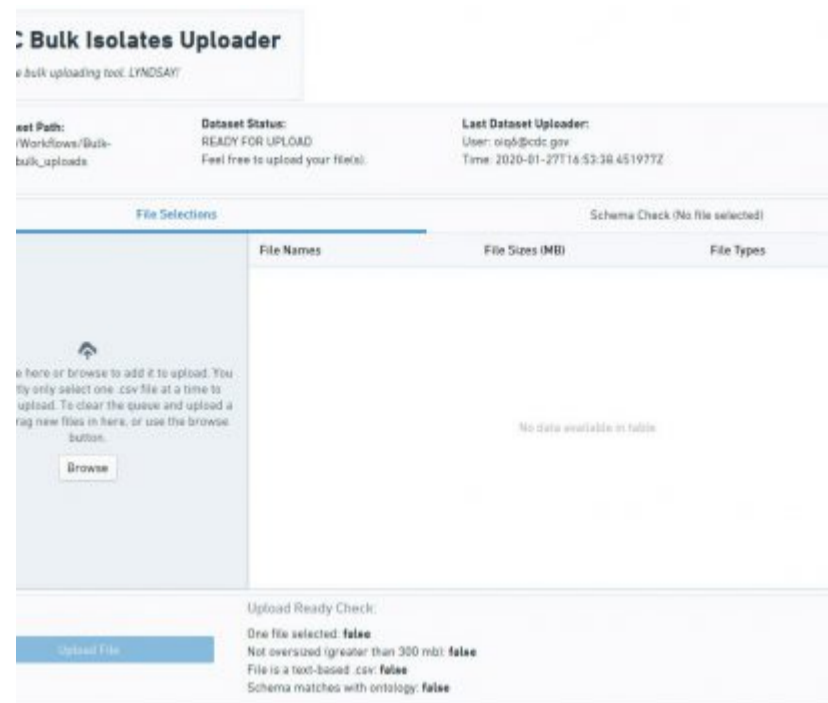 C Bulk Isolates Uploader
e bulk uploading tool. LYNDSAY!
set Path:
/Workflows/Bulk-
bulk_uploads
Dataset Status:
READY FOR UPLOAD
Feel free to upload your file(s).
Last Dataset Uploader:
User: oiq6@cdc.gov
Time: 2020-01-27T16:53:38.451977Z
File Selections
Schema Check (No file selected)
File Names
File Sizes (MB)
File Types
e here or browse to add it to upload. You
tly only select one .csv file at a time to
upload. To clear the queue and upload a
rag new files in here, or use the browse
button.
Browse
No data available in table
Upload File
Upload Ready Check:
One file selected: false
Not oversized (greater than 300 mb): false
File is a text-based .csv: false
Schema matches with ontology: false